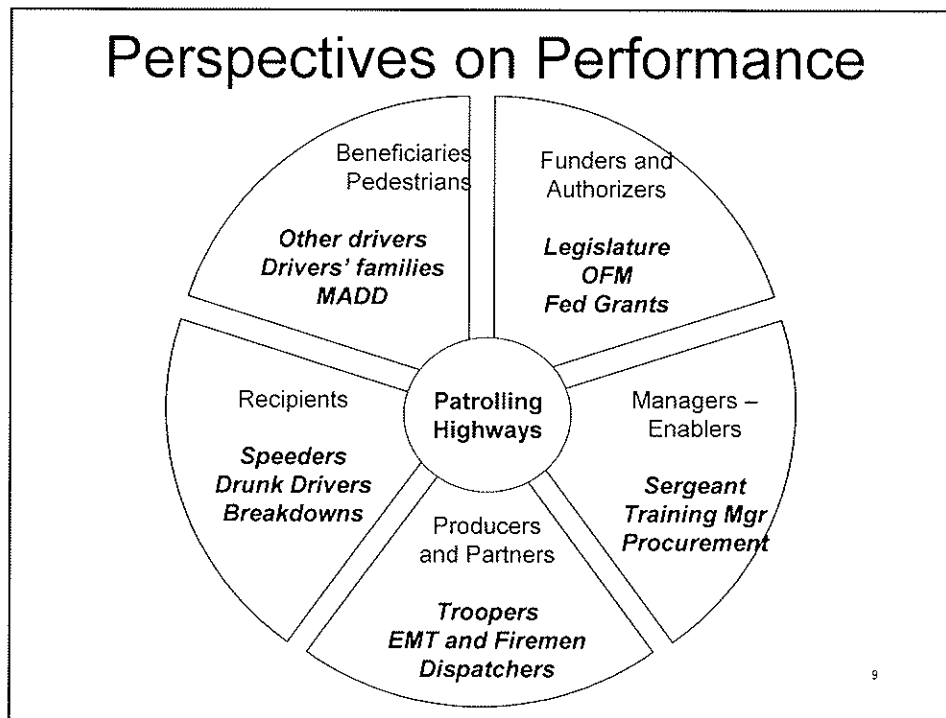 Perspectives on Performance
Beneficiaries
Pedestrians
Other drivers
Drivers' families
MADD
Funders and
Authorizers
Legislature
OFM
Fed Grants
Recipients
Speeders
Drunk Drivers
Breakdowns
Patrolling
Highways
Managers –
Enablers
Sergeant
Training Mgr
Procurement
Producers
and Partners
Troopers
EMT and Firemen
Dispatchers
9